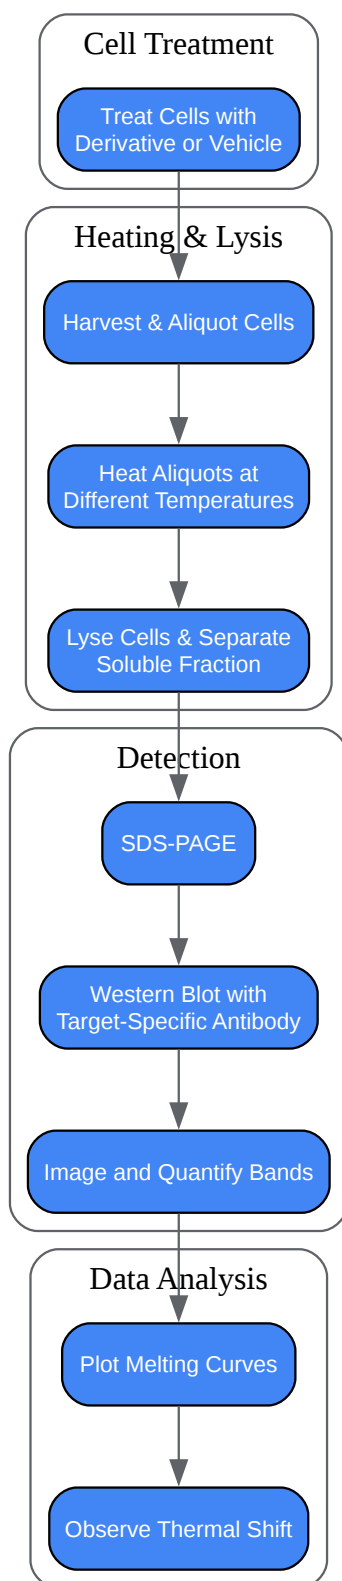 Cell Treatment
Treat Cells with
Derivative or Vehicle
Heating & Lysis
Harvest & Aliquot Cells
Heat Aliquots at
Different Temperatures
Lyse Cells & Separate
Soluble Fraction
Detection
SDS-PAGE
Western Blot with
Target-Specific Antibody
Image and Quantify Bands
Data Analysis
Plot Melting Curves
Observe Thermal Shift